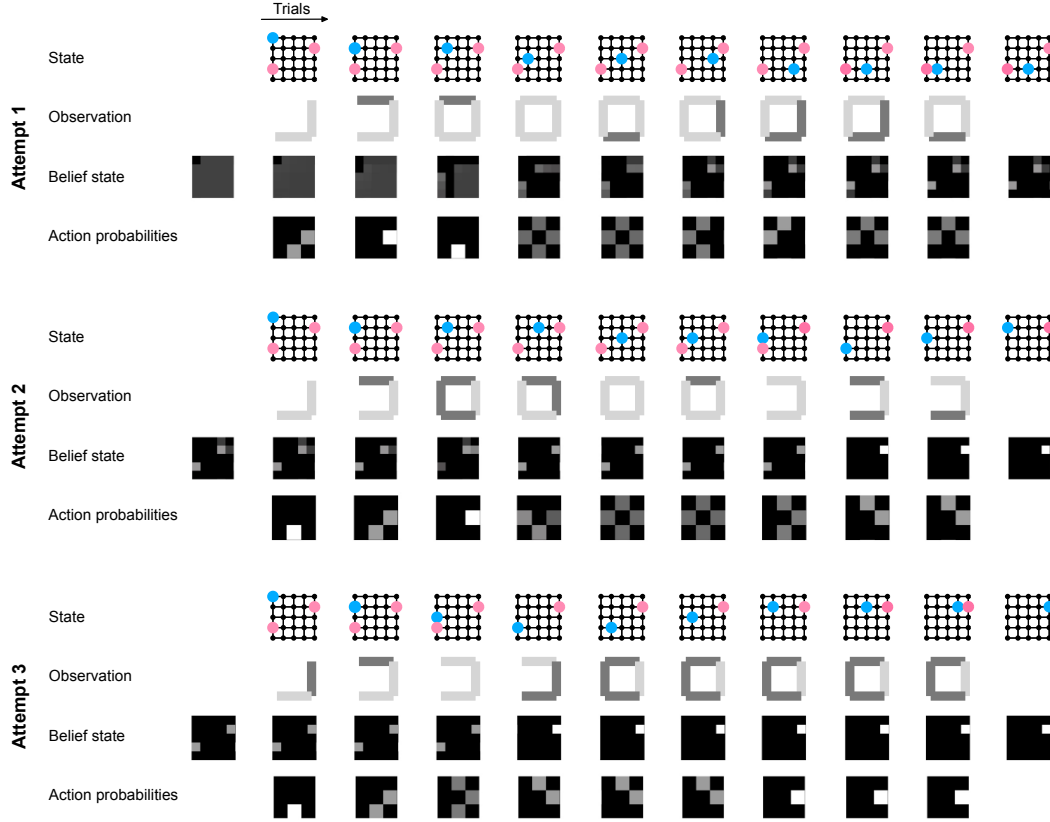 Trials
Attempt 1
State
Observation
Belief state
Action probabilities
Attempt 2
State
Observation
Belief state
Action probabilities
Attempt 3
State
Observation
Belief state
Action probabilities